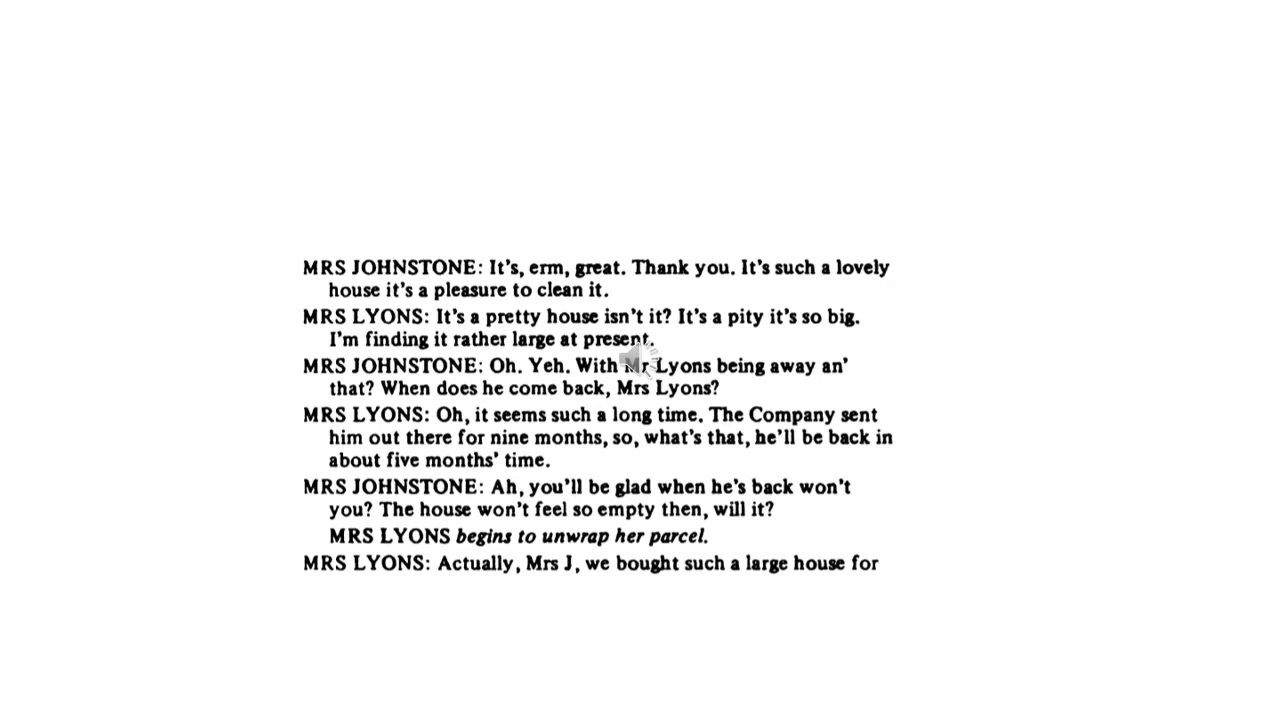 MRS JOHNSTONE: It's, erm, great. Thank you. It's such a lovely
house it's a pleasure to clean it.
MRS LYONS: It's a pretty house isn't it? It's a pity it's so big.
I'm finding it rather large at present.
MRS JOHNSTONE: Oh. Yeh. With Mr Lyons being away an'
that? When does he come back, Mrs Lyons?
MRS LYONS: Oh, it seems such a long time. The Company sent
him out there for nine months, so, what's that, he'll be back in
about five months' time.
MRS JOHNSTONE: Ah, you'll be glad when he's back won't
you? The house won't feel so empty then, will it?
MRS LYONS begins to unwrap her parcel.
MRS LYONS: Actually, Mrs J, we bought such a large house for